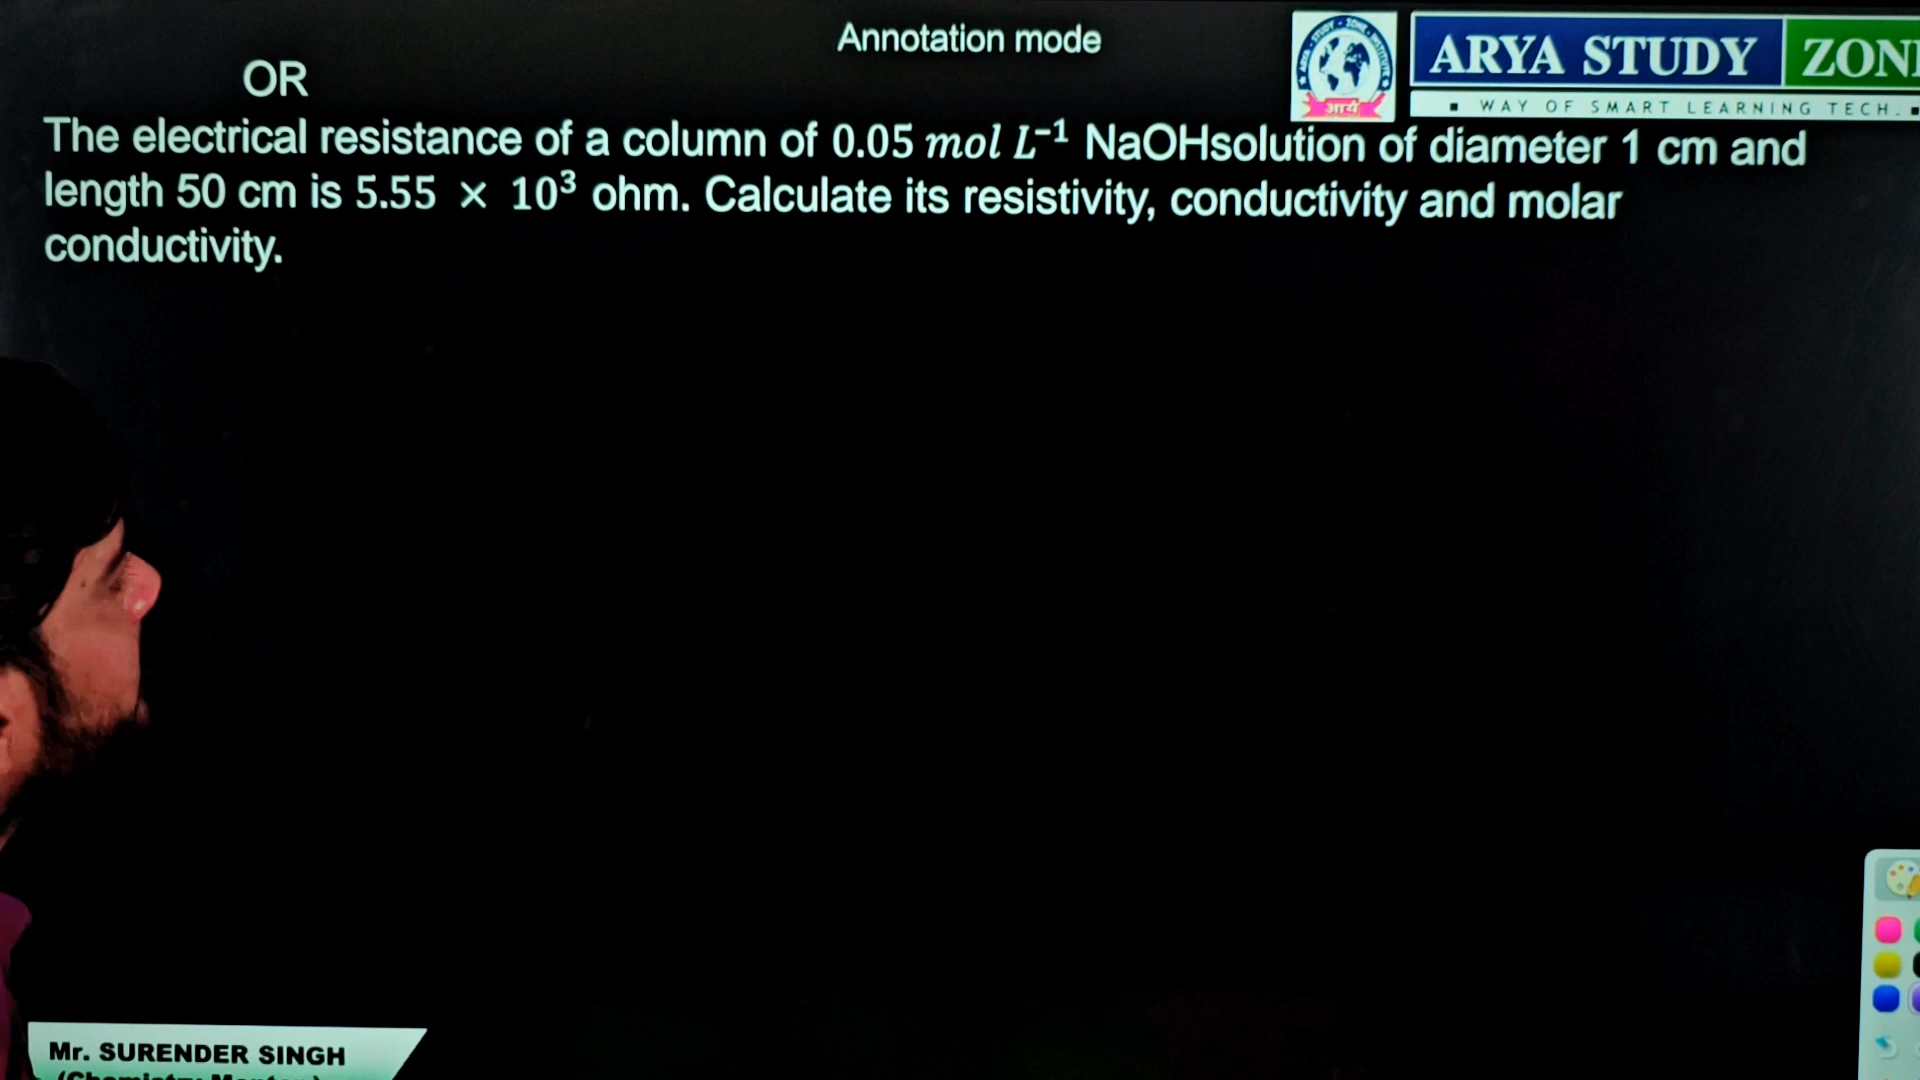 Annotation mode
ARYA STUDY
WAY OF SMART LEARNING TECH.
OR
The electrical resistance of a column of 0.05 mol L⁻¹ NaOHsolution of diameter 1 cm and
length 50 cm is 5.55 × 10³ ohm. Calculate its resistivity, conductivity and molar
conductivity.
आर्य
Mr. SURENDER SINGH